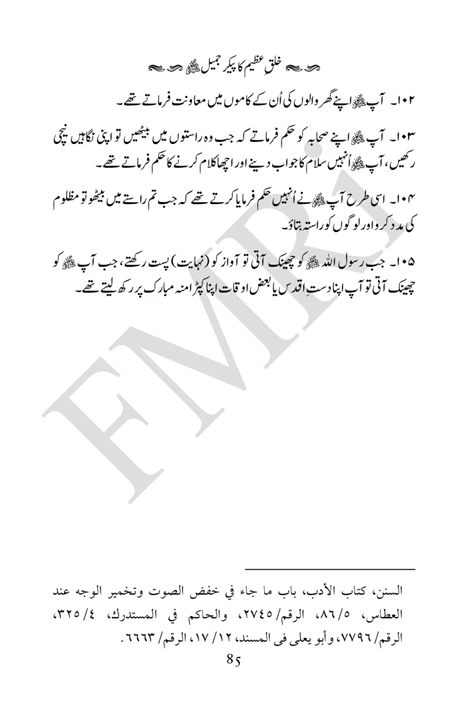 خلقِ عظیم کا پیکرِ جمیل ﷺ
۱۰۲۔ آپ ﷺ اپنے گھر والوں کی اُن کے کاموں میں معاونت فرماتے تھے۔
۱۰۳۔ آپ ﷺ اپنے صحابہ کو حکم فرماتے کہ جب وہ راستوں میں بیٹھیں تو اپنی نگاہیں نیچی
رکھیں، آپ ﷺ اُنہیں سلام کا جواب دینے اور اچھا کلام کرنے کا حکم فرماتے تھے۔
۱۰۴۔ اسی طرح آپ ﷺ نے اُنہیں حکم فرمایا کرتے تھے کہ جب تم راستے میں بیٹھو تو مظلوم
کی مدد کرو اور لوگوں کو راستہ بتاؤ۔
۱۰۵۔ جب رسول اللہ ﷺ کو چھینک آتی تو آواز کو (نہایت) پست رکھتے، جب آپ ﷺ کو
چھینک آتی تو آپ اپنا دستِ اقدس یا بعض اوقات اپنا کپڑا منہ مبارک پر رکھ لیتے تھے۔
FMRi
السنن، كتاب الأدب، باب ما جاء في خفض الصوت وتخمير الوجه عند
العطاس، ٥/٨٦، الرقم/٢٧٤٥، والحاكم في المستدرك، ٤/٣٢٥،
الرقم/٧٧٩٦، وأبو يعلى في المسند، ١٢/١٧، الرقم/٦٦٦٣.
85